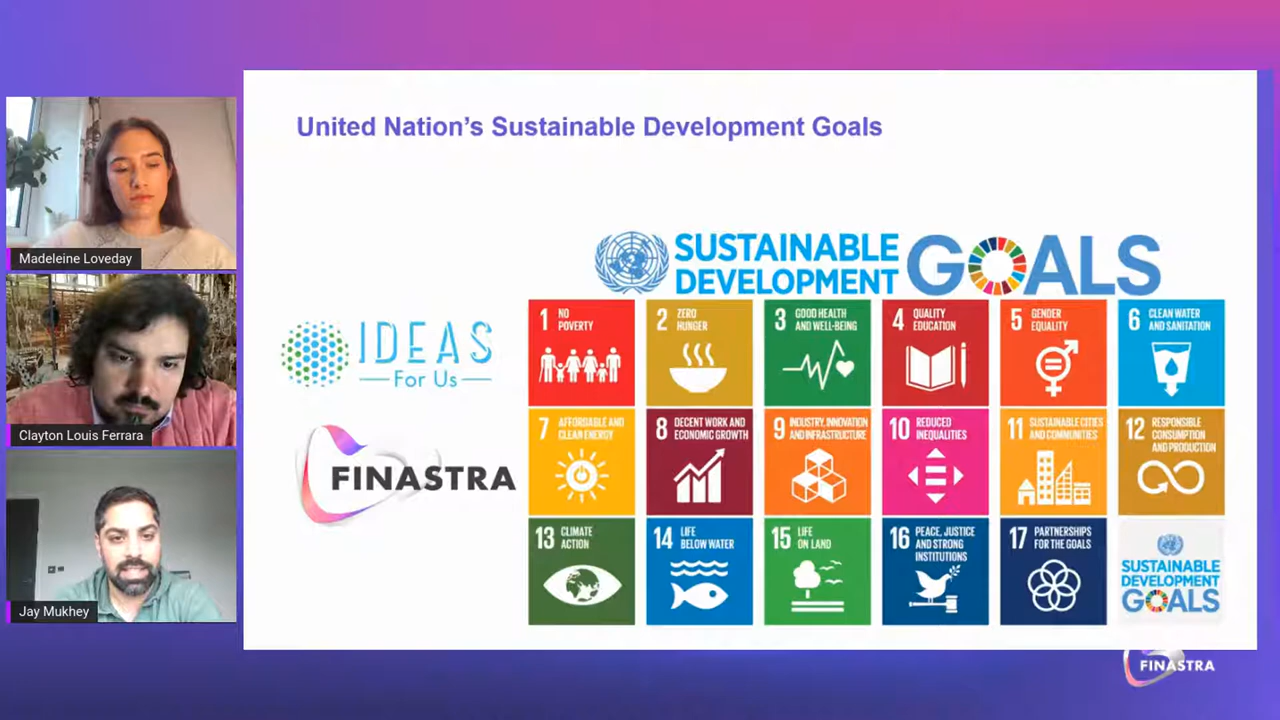 United Nation's Sustainable Development Goals
SUSTAINABLE
DEVELOPMENT
GOALS
Madeleine Loveday
Clayton Louis Ferrara
Jay Mukhey
IDEAS
For Us
FINASTRA
1 NO
POVERTY
2 ZERO
HUNGER
3 GOOD HEALTH
AND WELL-BEING
4 QUALITY
EDUCATION
5 GENDER
EQUALITY
6 CLEAN WATER
AND SANITATION
7 AFFORDABLE AND
CLEAN ENERGY
8 DECENT WORK AND
ECONOMIC GROWTH
9 INDUSTRY, INNOVATION
AND INFRASTRUCTURE
10 REDUCED
INEQUALITIES
11 SUSTAINABLE CITIES
AND COMMUNITIES
12 RESPONSIBLE
CONSUMPTION
AND PRODUCTION
13 CLIMATE
ACTION
14 LIFE
BELOW WATER
15 LIFE
ON LAND
16 PEACE, JUSTICE
AND STRONG
INSTITUTIONS
17 PARTNERSHIPS
FOR THE GOALS
SUSTAINABLE
DEVELOPMENT
GOALS
FINASTRA